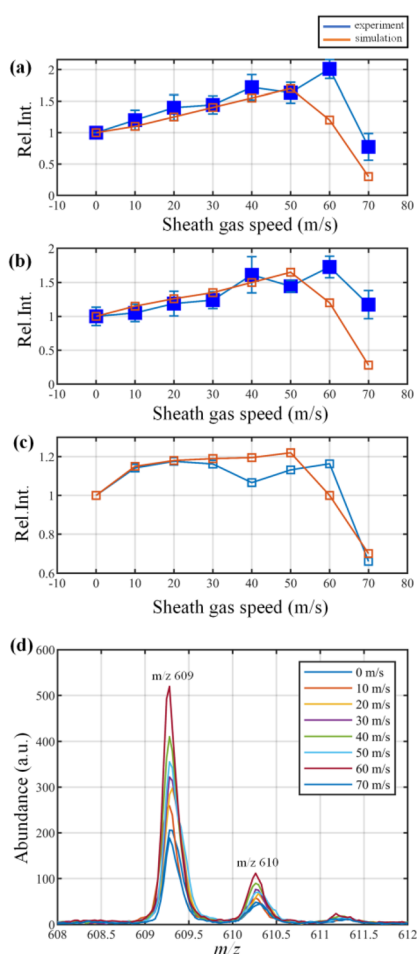 experiment
simulation
(a)
Rel.Int.
2
1.5
1
0.5
0
-10 0 10 20 30 40 50 60 70 80
Sheath gas speed (m/s)
(b)
Rel.Int.
2
1.5
1
0.5
0
-10 0 10 20 30 40 50 60 70 80
Sheath gas speed (m/s)
(c)
Rel.Int.
1.2
1
0.8
0.6
-10 0 10 20 30 40 50 60 70 80
Sheath gas speed (m/s)
(d)
Abundance (a.u.)
600
500
400
300
200
100
0
m/z 609
m/z 610
0 m/s
10 m/s
20 m/s
30 m/s
40 m/s
50 m/s
60 m/s
70 m/s
608 608.5 609 609.5 610 610.5 611 611.5 612
m/z